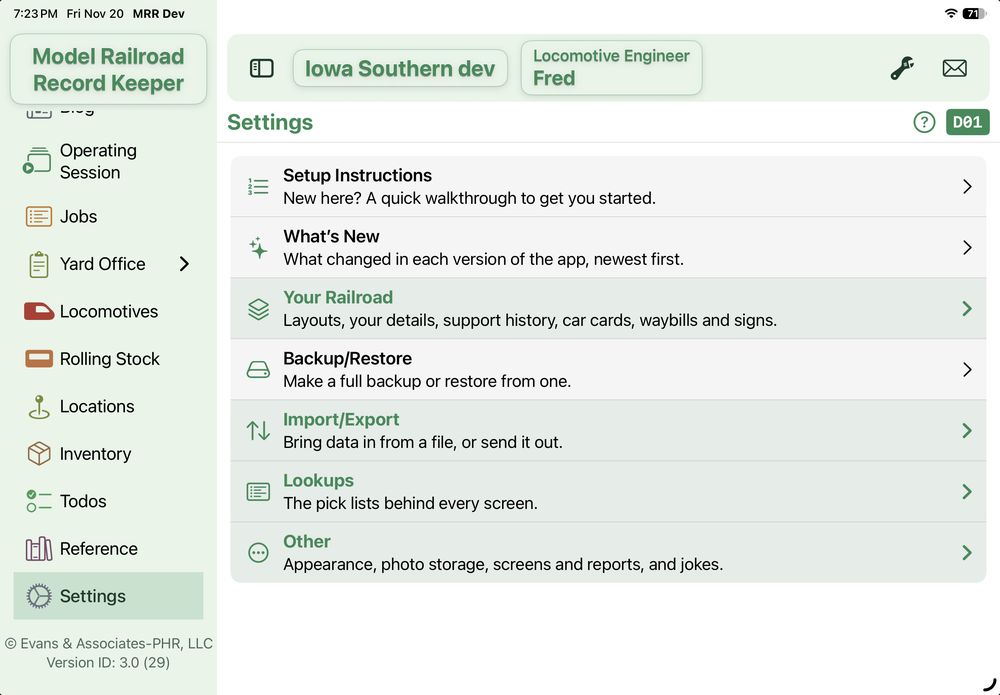 7:23 PM Fri Nov 20 MRR Dev
71
Model Railroad
Record Keeper
Iowa Southern dev
Locomotive Engineer
Fred
Settings
?
D01
Blog
Operating
Session
Jobs
Yard Office
Locomotives
Rolling Stock
Locations
Inventory
Todos
Reference
Settings
© Evans & Associates-PHR, LLC
Version ID: 3.0 (29)
Setup Instructions
New here? A quick walkthrough to get you started.
What’s New
What changed in each version of the app, newest first.
Your Railroad
Layouts, your details, support history, car cards, waybills and signs.
Backup/Restore
Make a full backup or restore from one.
Import/Export
Bring data in from a file, or send it out.
Lookups
The pick lists behind every screen.
Other
Appearance, photo storage, screens and reports, and jokes.